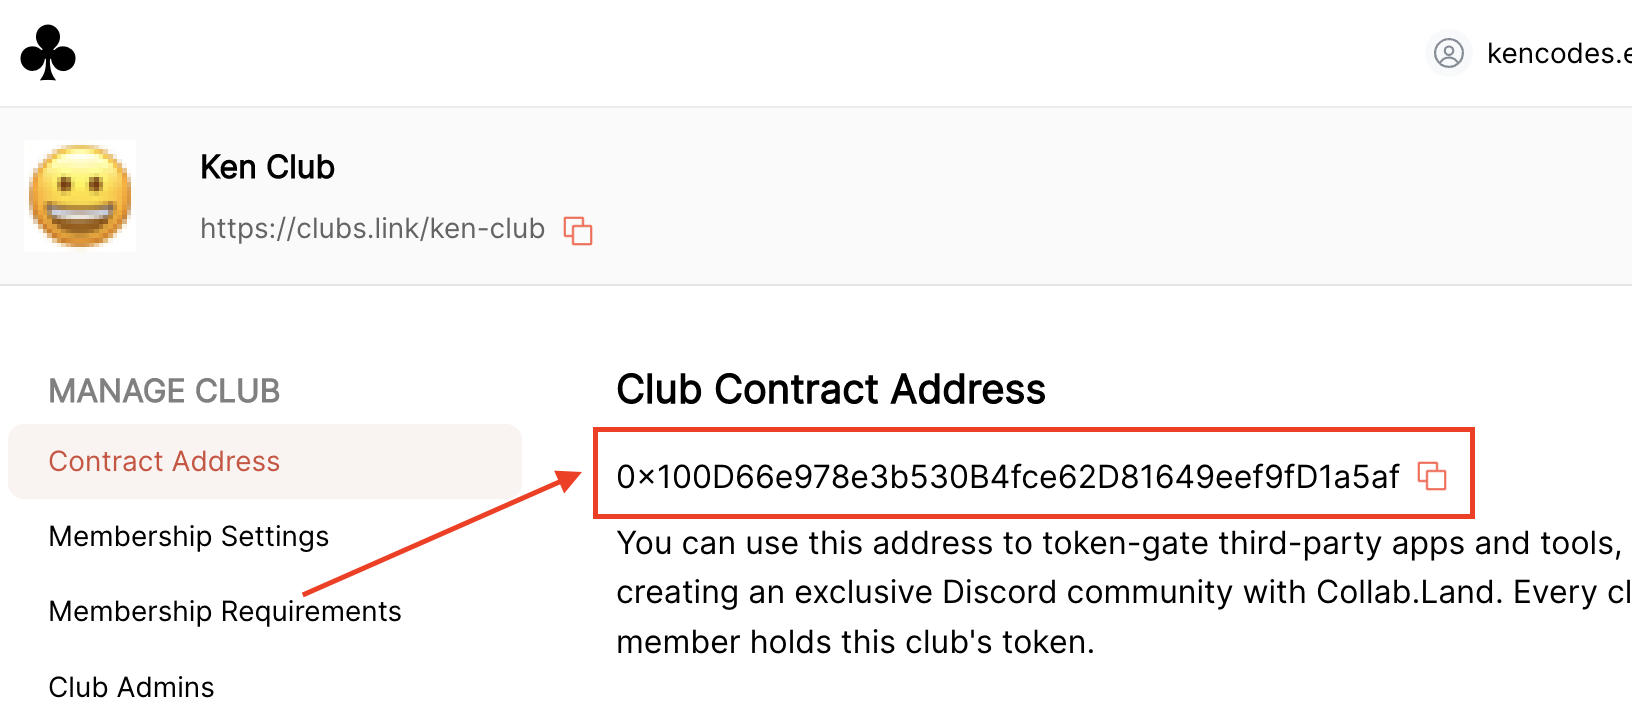 kencodes.e
Ken Club
https://clubs.link/ken-club
MANAGE CLUB
Contract Address
Membership Settings
Membership Requirements
Club Admins
Club Contract Address
0x100D66e978e3b530B4fce62D81649eef9fD1a5af
You can use this address to token-gate third-party apps and tools,
creating an exclusive Discord community with Collab.Land. Every cl
member holds this club's token.